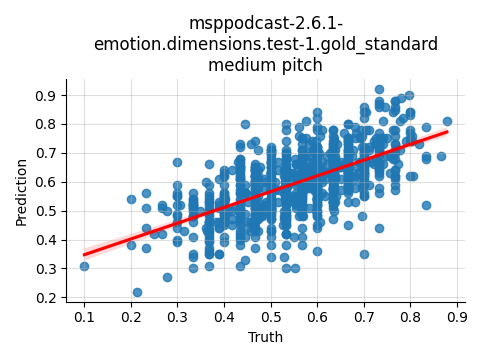 msppodcast-2.6.1-
emotion.dimensions.test-1.gold_standard
medium pitch
0.9
0.8
0.7
0.6
0.5
0.4
0.3
0.2
Prediction
0.1 0.2 0.3 0.4 0.5 0.6 0.7 0.8 0.9
Truth